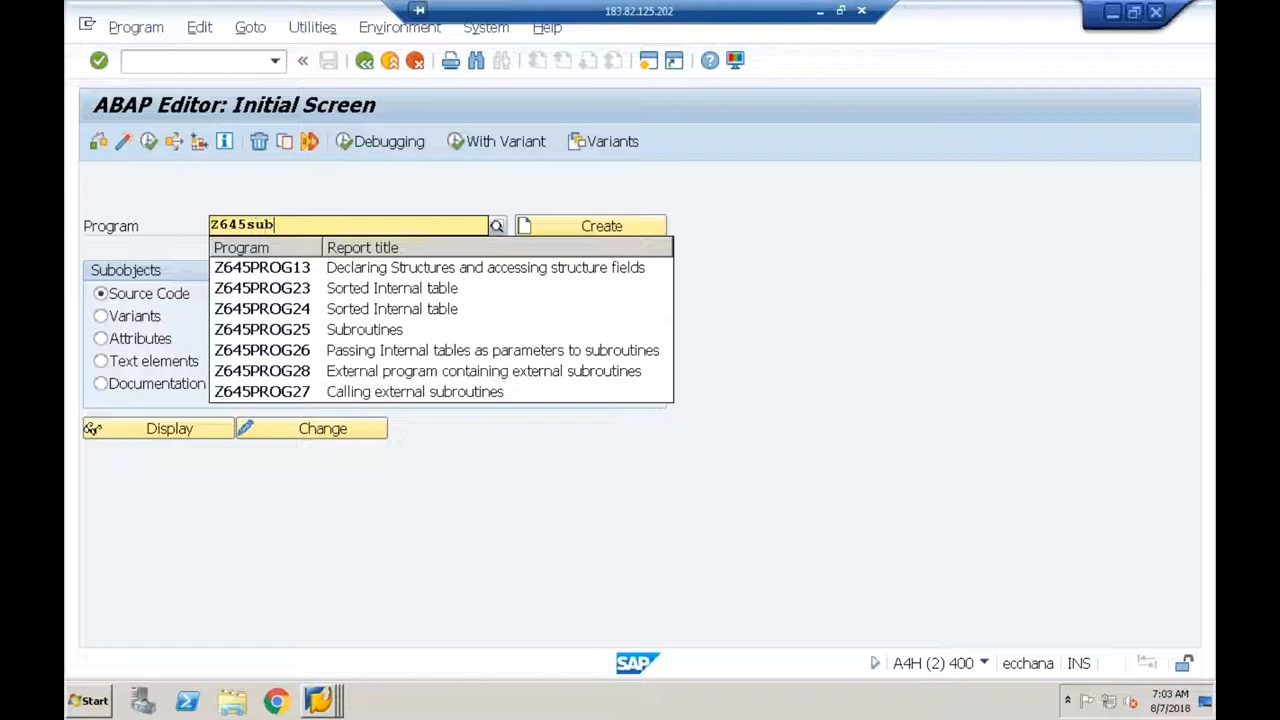 183.82.125.202
Program Edit Goto Utilities Environment System Help
ABAP Editor: Initial Screen
Debugging With Variant Variants
Program Z645sub Create
Program Report title
Z645PROG13 Declaring Structures and accessing structure fields
Z645PROG23 Sorted Internal table
Z645PROG24 Sorted Internal table
Z645PROG25 Subroutines
Z645PROG26 Passing Internal tables as parameters to subroutines
Z645PROG28 External program containing external subroutines
Z645PROG27 Calling external subroutines
Subobjects
Source Code
Variants
Attributes
Text elements
Documentation
Display Change
SAP A4H (2) 400 ecchana INS
Start 7:03 AM
8/7/2018